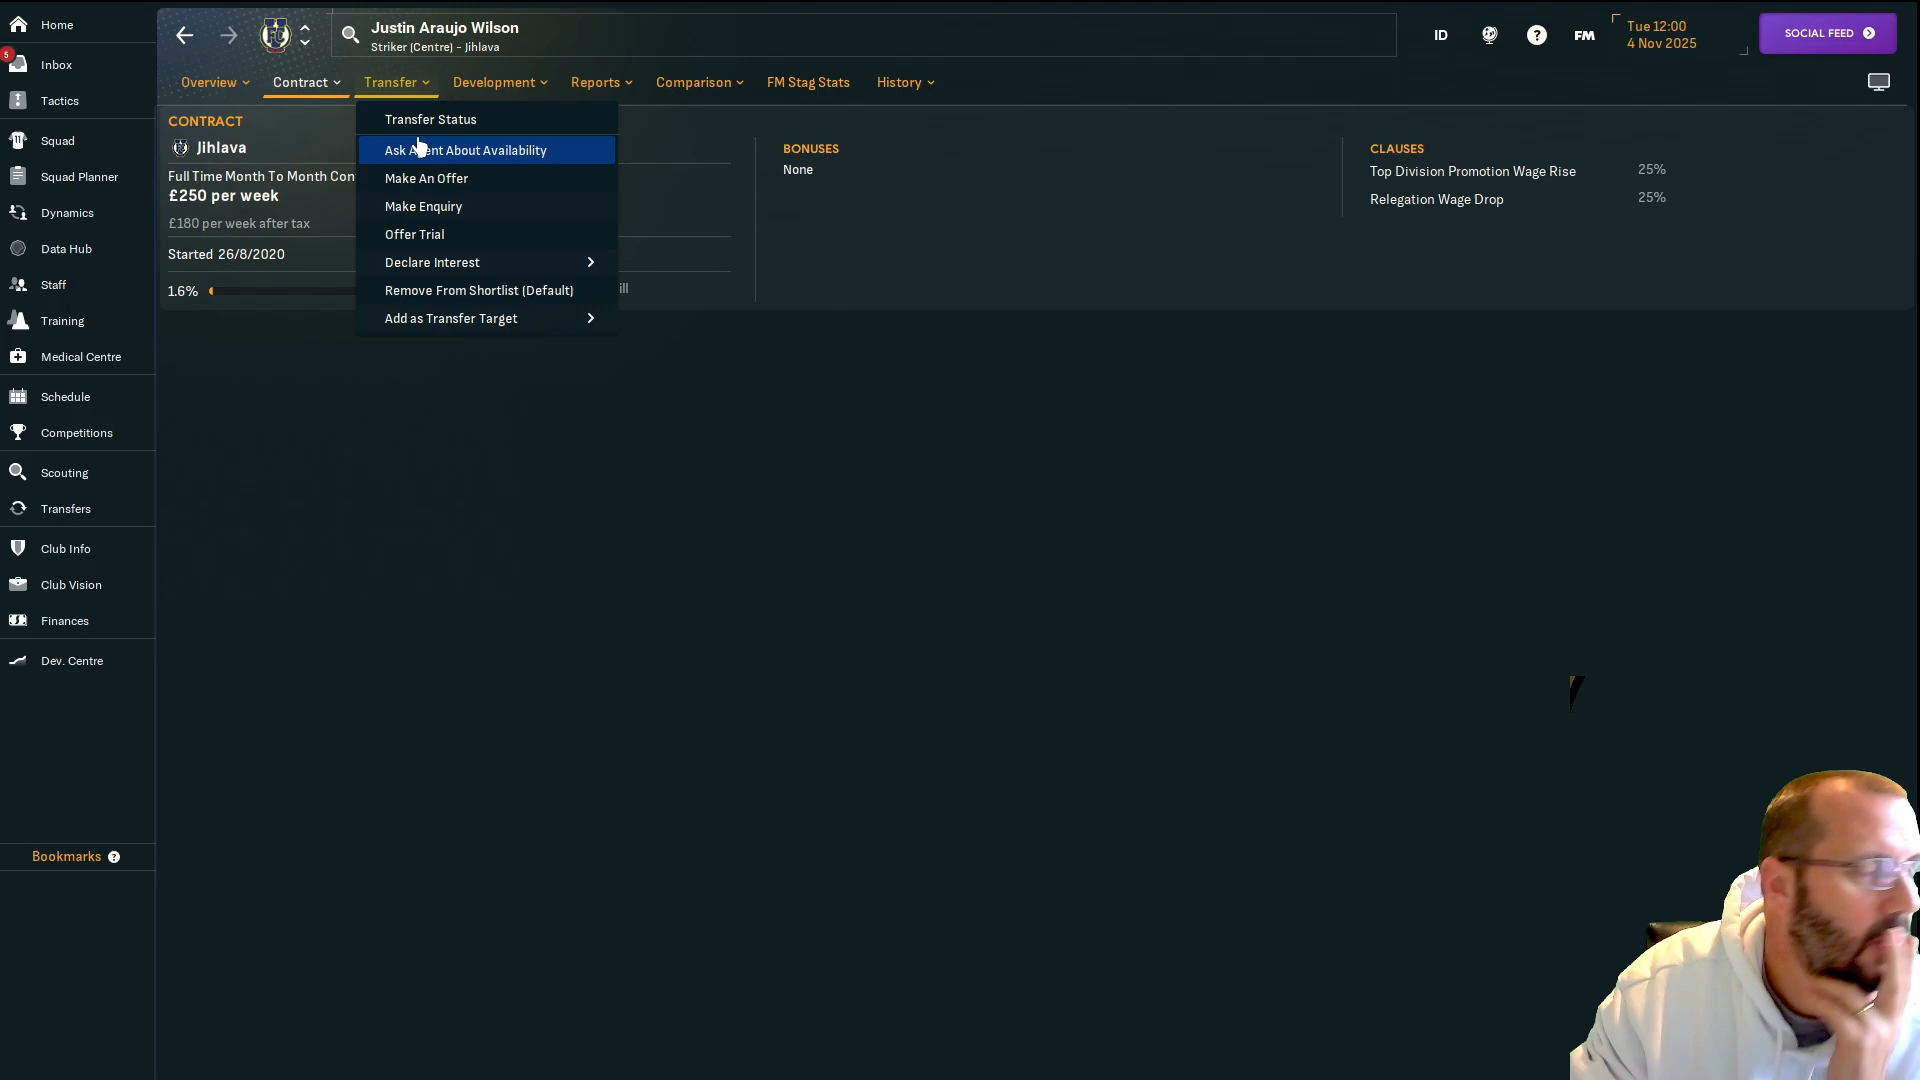 Home
5
Inbox
Tactics
Squad
Squad Planner
Dynamics
Data Hub
Staff
Training
Medical Centre
Schedule
Competitions
Scouting
Transfers
Club Info
Club Vision
Finances
Dev. Centre
Bookmarks ?
Justin Araujo Wilson
Striker (Centre) - Jihlava
ID
?
FM
Tue 12:00
4 Nov 2025
SOCIAL FEED
Overview
Contract
Transfer
Development
Reports
Comparison
FM Stag Stats
History
CONTRACT
Jihlava
Full Time Month To Month Con
£250 per week
£180 per week after tax
Started 26/8/2020
1.6%
Transfer Status
Ask Agent About Availability
Make An Offer
Make Enquiry
Offer Trial
Declare Interest
Remove From Shortlist (Default)
Add as Transfer Target
BONUSES
None
CLAUSES
Top Division Promotion Wage Rise 25%
Relegation Wage Drop 25%